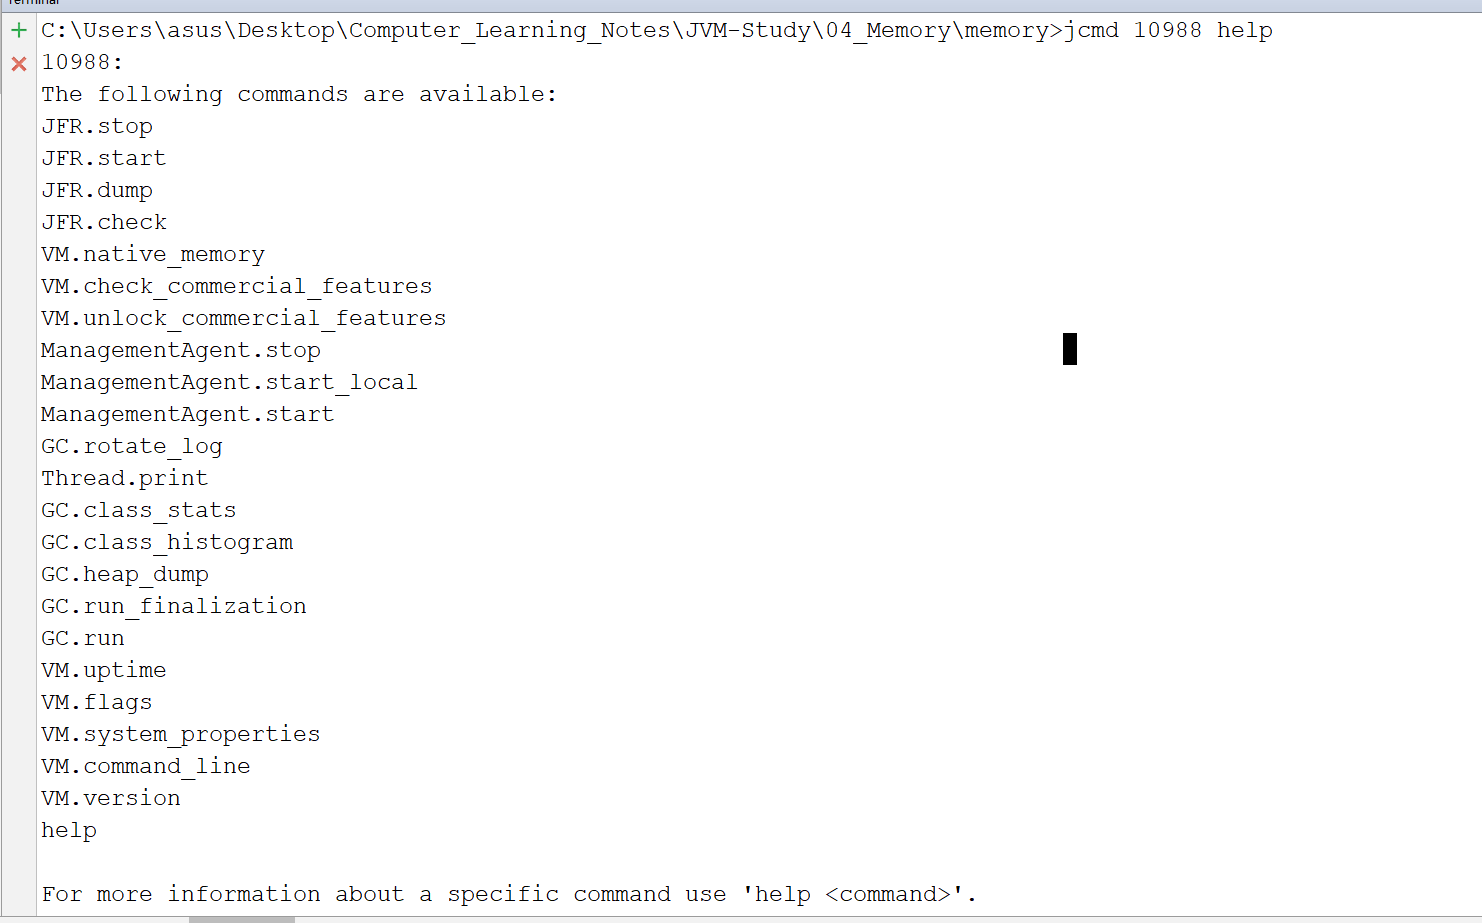 Terminal
C:\Users\asus\Desktop\Computer_Learning_Notes\JVM-Study\04_Memory\memory>jcmd 10988 help
10988:
The following commands are available:
JFR.stop
JFR.start
JFR.dump
JFR.check
VM.native_memory
VM.check_commercial_features
VM.unlock_commercial_features
ManagementAgent.stop
ManagementAgent.start_local
ManagementAgent.start
GC.rotate_log
Thread.print
GC.class_stats
GC.class_histogram
GC.heap_dump
GC.run_finalization
GC.run
VM.uptime
VM.flags
VM.system_properties
VM.command_line
VM.version
help
For more information about a specific command use 'help <command>'.